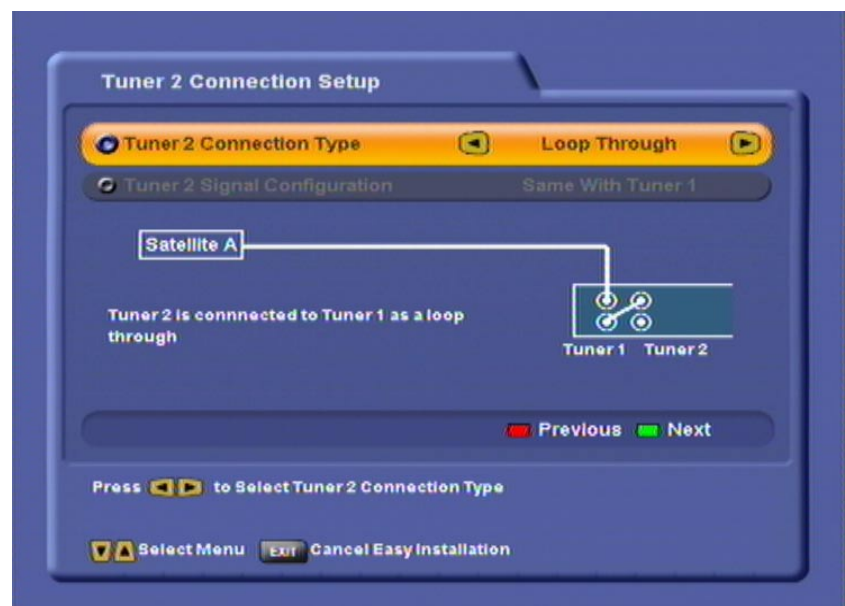 Tuner 2 Connection Setup
Tuner 2 Connection Type Loop Through
Tuner 2 Signal Configuration Same With Tuner 1
Satellite A
Tuner 2 is connnected to Tuner 1 as a loop
through
Tuner 1 Tuner 2
Previous Next
Press to Select Tuner 2 Connection Type
Select Menu EXIT Cancel Easy Installation